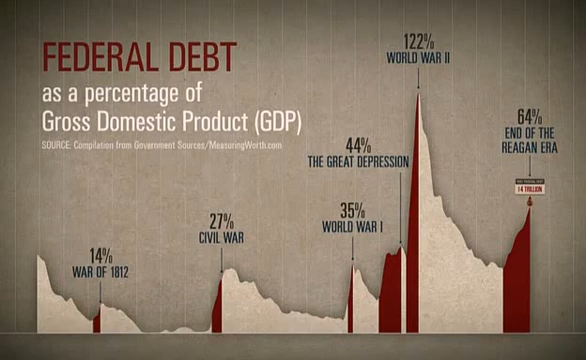 FEDERAL DEBT
as a percentage of
Gross Domestic Product (GDP)
SOURCE: Compilation from Government Sources/MeasuringWorth.com
14%
WAR OF 1812
27%
CIVIL WAR
35%
WORLD WAR I
44%
THE GREAT DEPRESSION
122%
WORLD WAR II
64%
END OF THE
REAGAN ERA
$4 TRILLION